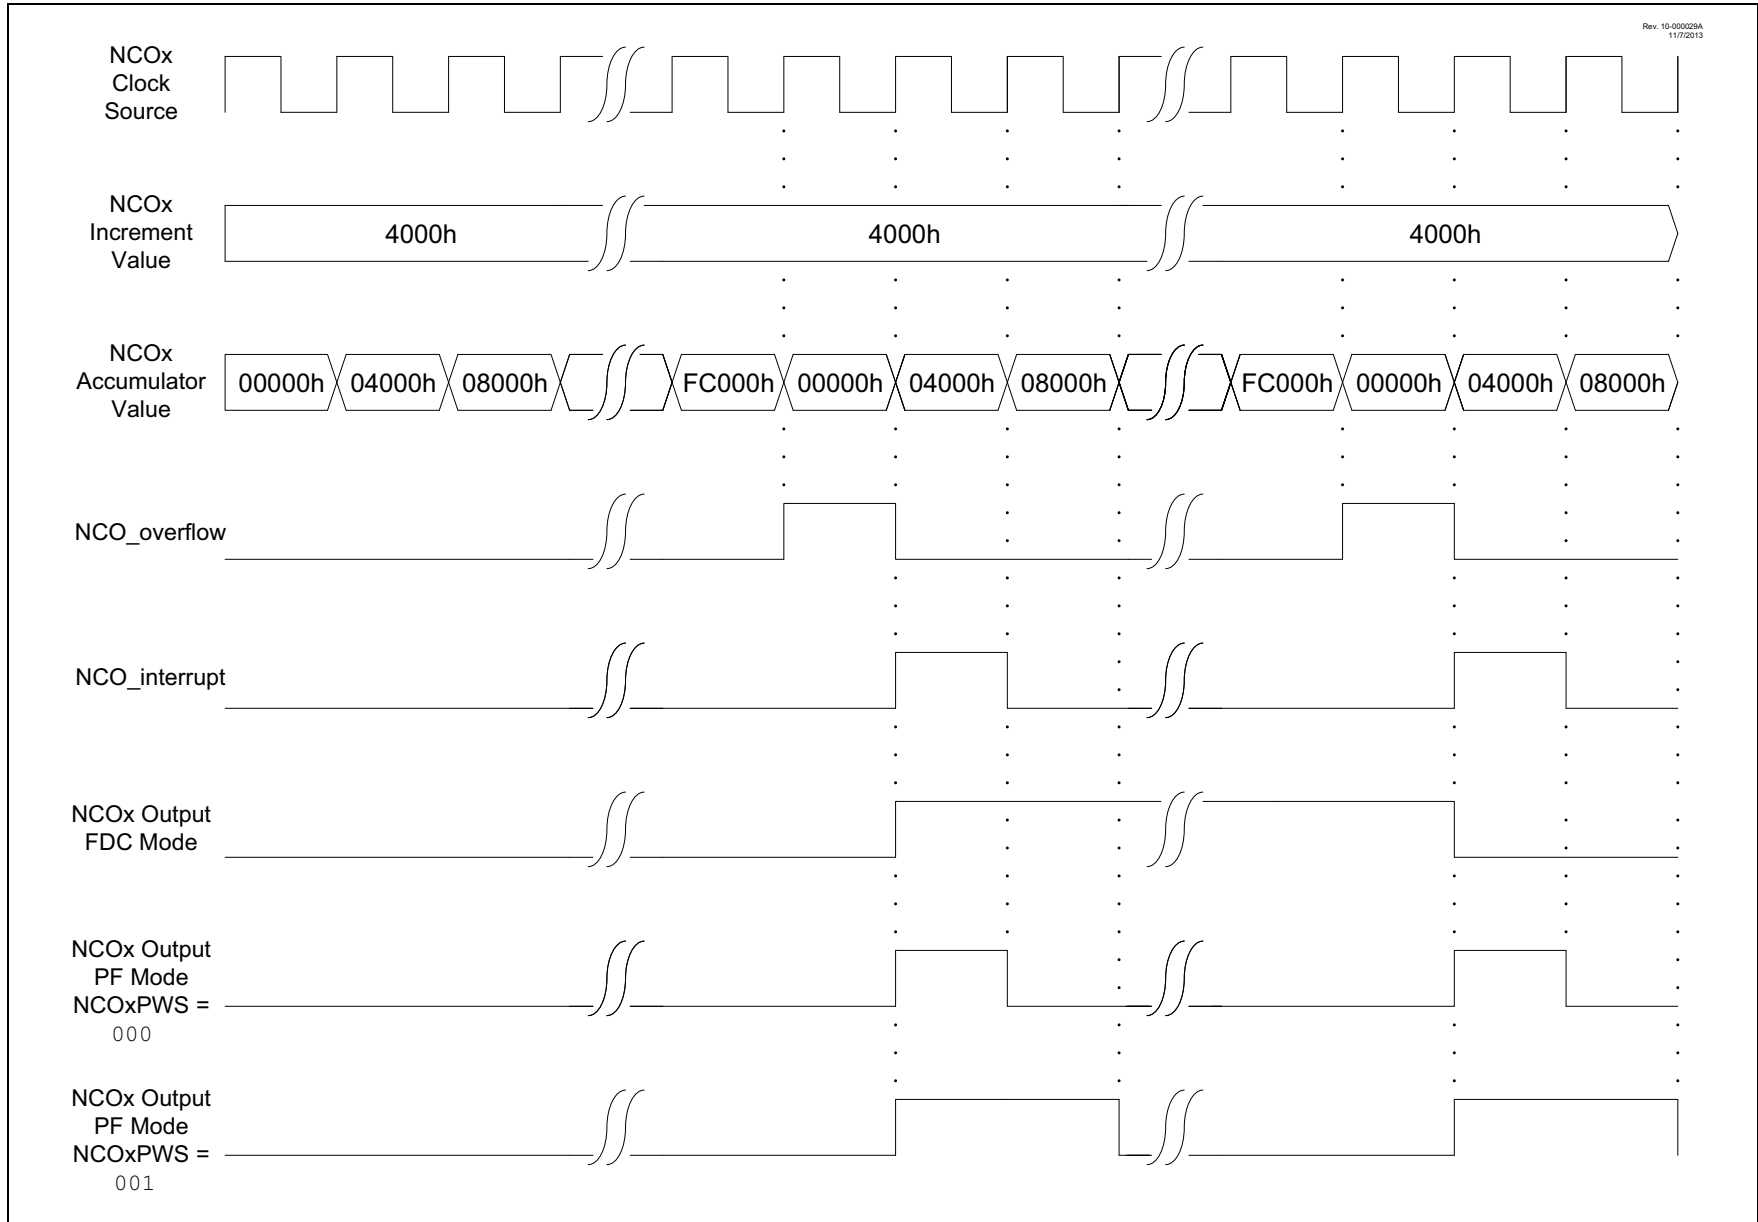 Rev. 10-000029A
11/7/2013
NCOx
Clock
Source
NCOx
Increment
Value
4000h
4000h
4000h
NCOx
Accumulator
Value
00000h
04000h
08000h
FC000h
00000h
04000h
08000h
FC000h
00000h
04000h
08000h
NCO_overflow
NCO_interrupt
NCOx Output
FDC Mode
NCOx Output
PF Mode
NCOxPWS =
000
NCOx Output
PF Mode
NCOxPWS =
001